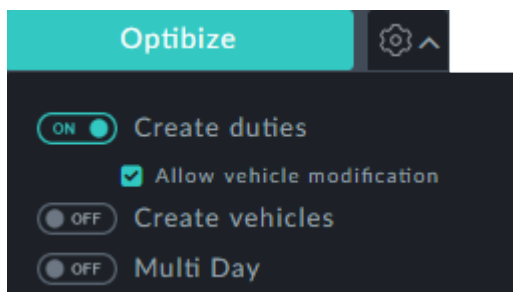 Optibize
ON Create duties
Allow vehicle modification
OFF Create vehicles
OFF Multi Day